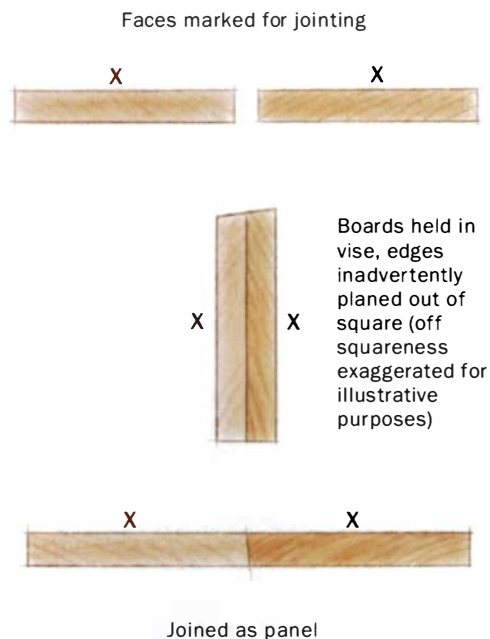 Faces marked for jointing
X X
X X
Boards held in
vise, edges
inadvertently
planed out of
square (off
squareness
exaggerated for
illustrative
purposes)
X X
Joined as panel